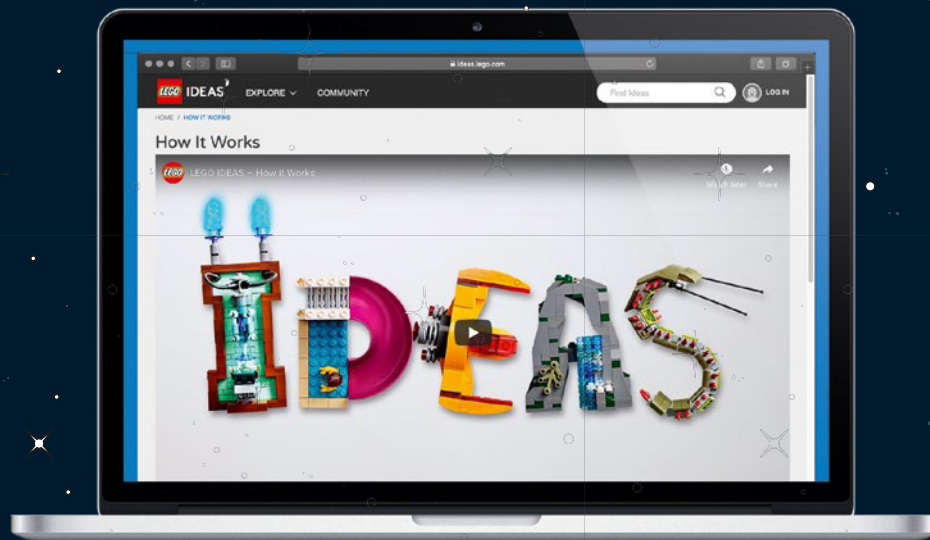 ideas.lego.com
LEGO IDEAS EXPLORE COMMUNITY Find Ideas LOG IN
HOME / HOW IT WORKS
How It Works
LEGO LEGO IDEAS – How it Works
Watch later Share
IDEAS